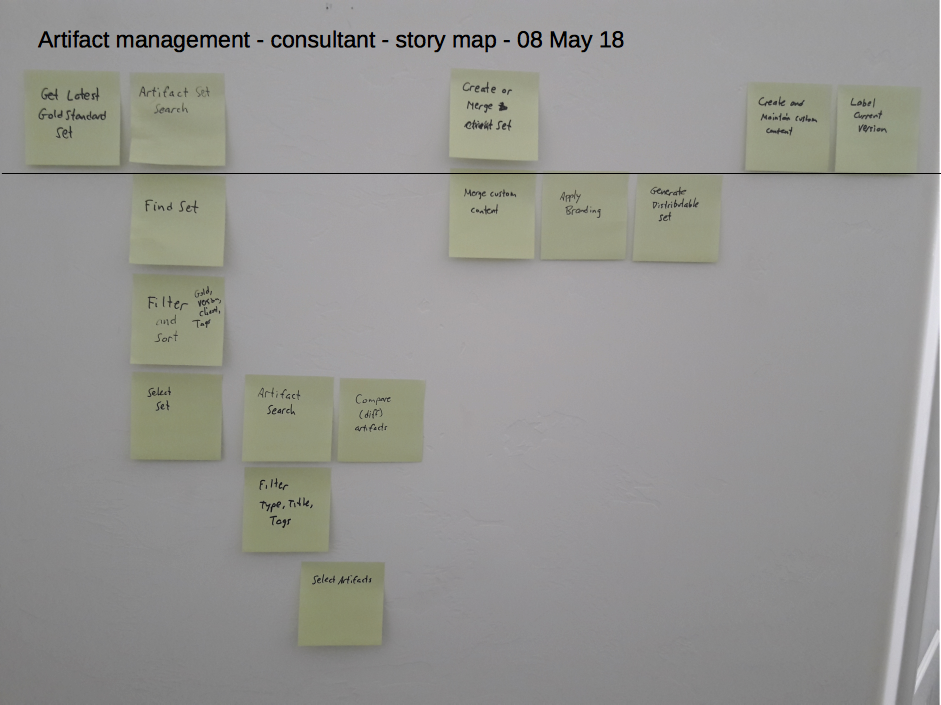 Artifact management - consultant - story map - 08 May 18
Get Latest
Gold Standard
Set
Artifact Set
Search
Create or
Merge
client set
Create and
Maintain custom
content
Label
Current
Version
Find Set
Merge custom
content
Apply
Branding
Generate
Distributable
set
Filter
and
Sort
Gold,
Version,
client,
Tags
Select
Set
Artifact
Search
Compare
(diff)
artifacts
Filter
Type, Title,
Tags
Select Artifacts